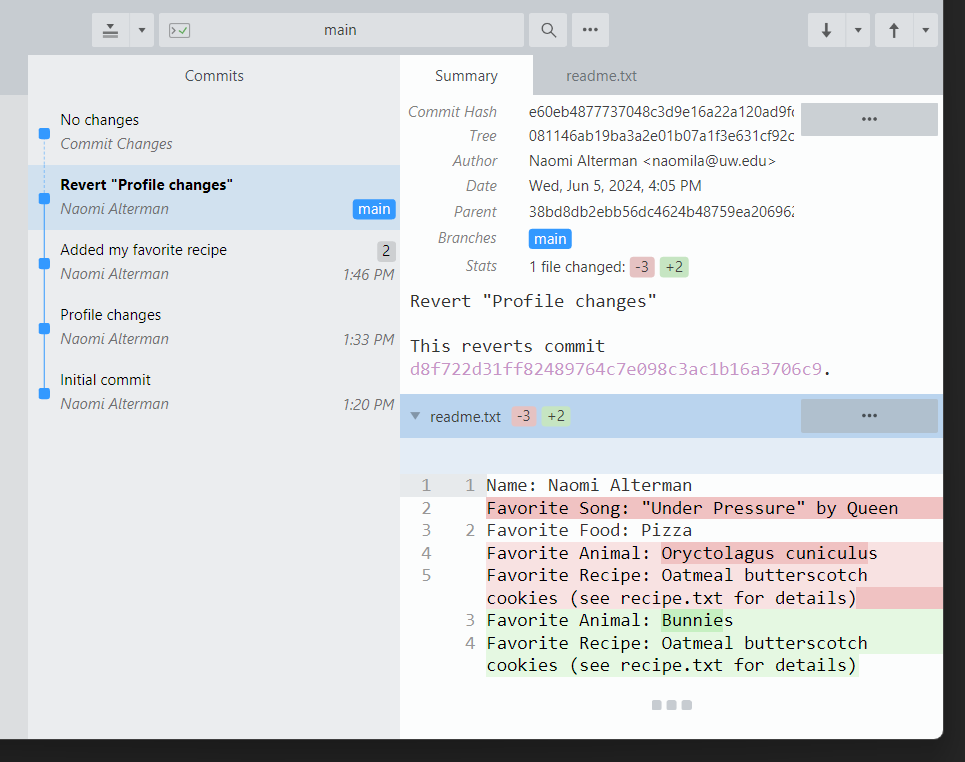 main
Commits
Summary
readme.txt
No changes
Commit Changes
Revert "Profile changes"
Naomi Alterman
main
Added my favorite recipe
2
Naomi Alterman
1:46 PM
Profile changes
Naomi Alterman
1:33 PM
Initial commit
Naomi Alterman
1:20 PM
Commit Hash e60eb4877737048c3d9e16a22a120ad9f
Tree 081146ab19ba3a2e01b07a1f3e631cf92c
Author Naomi Alterman <naomila@uw.edu>
Date Wed, Jun 5, 2024, 4:05 PM
Parent 38bd8db2ebb56dc4624b48759ea206962
Branches main
Stats 1 file changed: -3 +2
Revert "Profile changes"
This reverts commit
d8f722d31ff82489764c7e098c3ac1b16a3706c9.
readme.txt -3 +2
1 1 Name: Naomi Alterman
2 Favorite Song: "Under Pressure" by Queen
3 2 Favorite Food: Pizza
4 Favorite Animal: Oryctolagus cuniculus
5 Favorite Recipe: Oatmeal butterscotch
cookies (see recipe.txt for details)
3 Favorite Animal: Bunnies
4 Favorite Recipe: Oatmeal butterscotch
cookies (see recipe.txt for details)